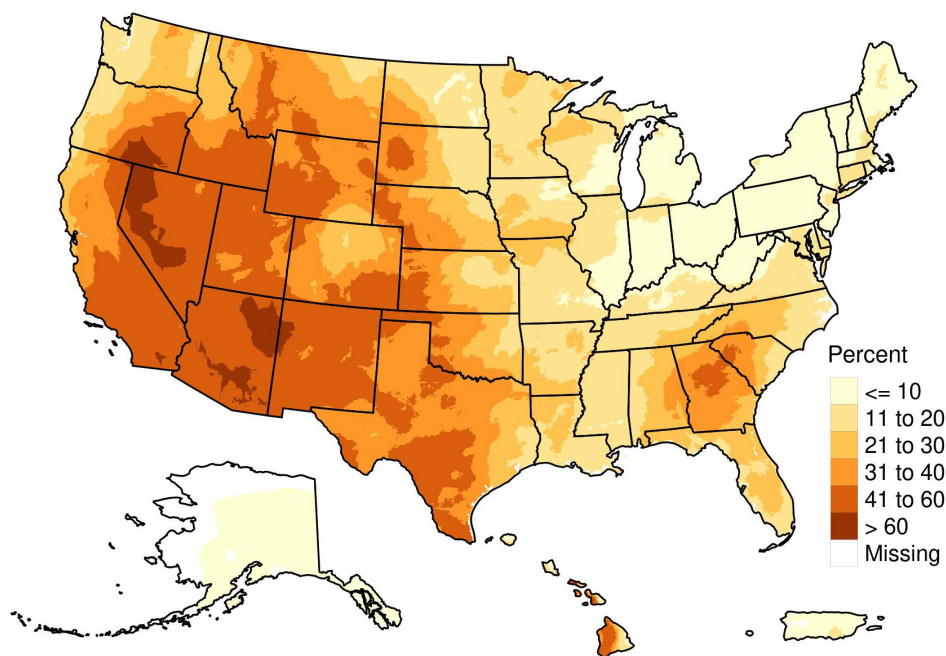 Percent
<= 10
11 to 20
21 to 30
31 to 40
41 to 60
> 60
Missing